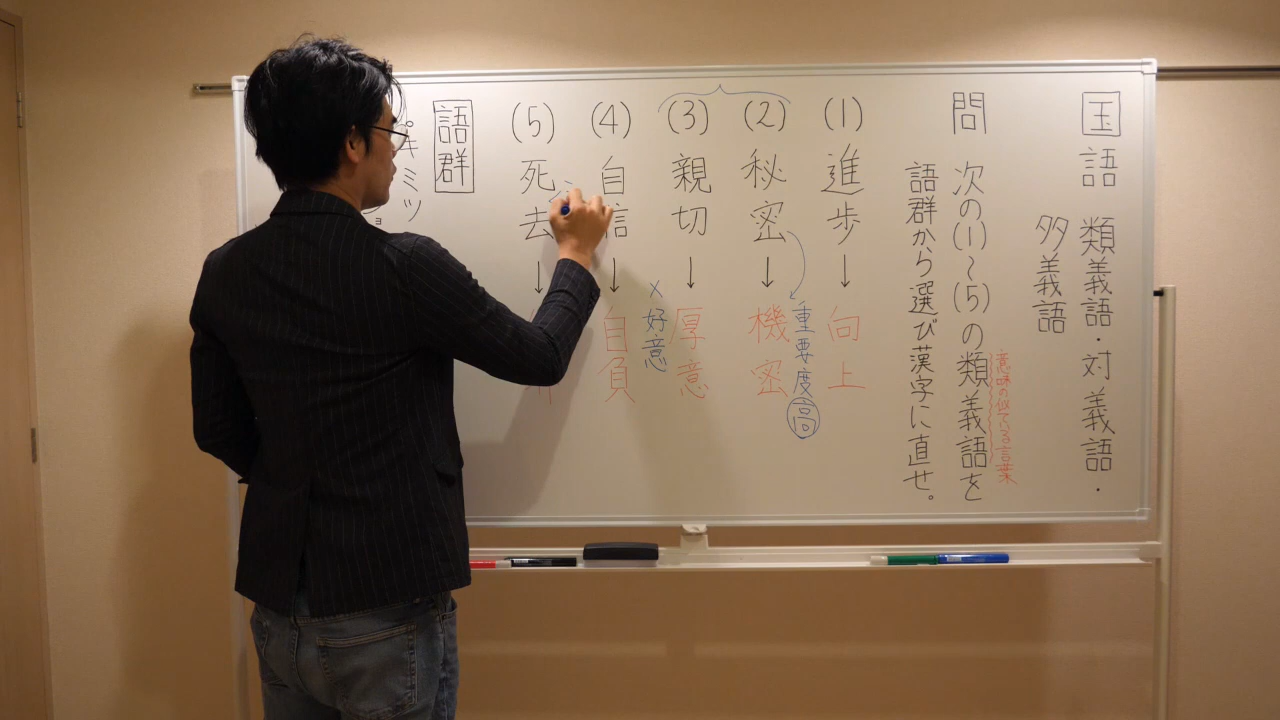 国語 類義語・対義語・
多義語
意味の似ている言葉
問 次の(1)～(5)の類義語を
語群から選び漢字に直せ。
(1) 進歩 → 向上
重要度高
(2) 秘密 → 機密
(3) 親切 → 厚意
× 好意
(4) 自信 → 自負
(5) 死去 →
語群
キミツ